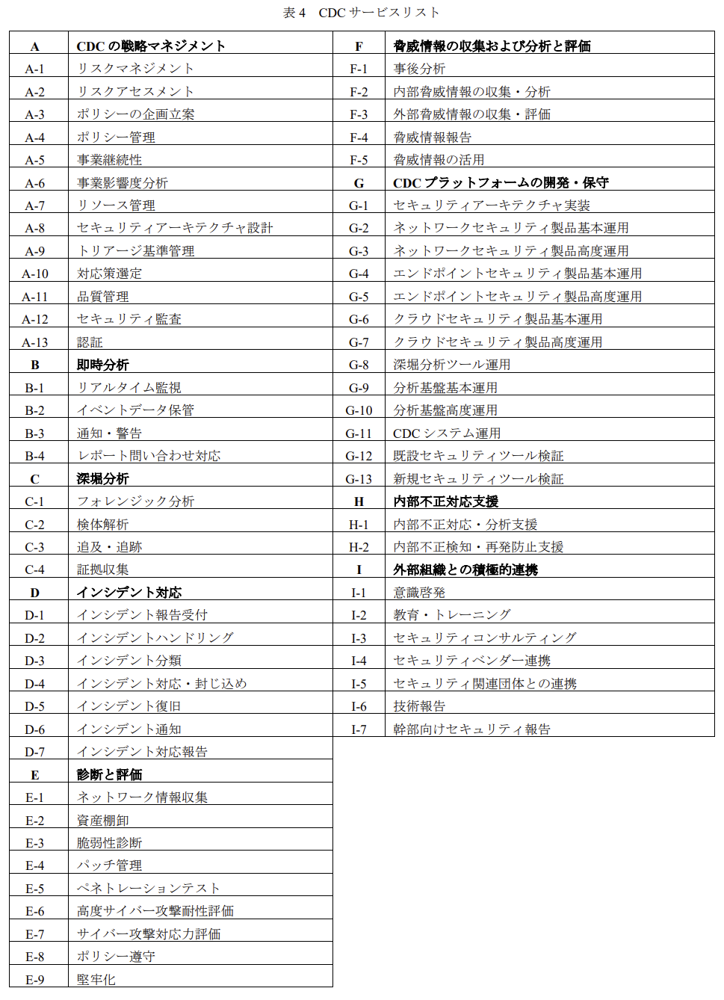 表 4　CDC サービスリスト
A CDC の戦略マネジメント
A-1 リスクマネジメント
A-2 リスクアセスメント
A-3 ポリシーの企画立案
A-4 ポリシー管理
A-5 事業継続性
A-6 事業影響度分析
A-7 リソース管理
A-8 セキュリティアーキテクチャ設計
A-9 トリアージ基準管理
A-10 対応策選定
A-11 品質管理
A-12 セキュリティ監査
A-13 認証
B 即時分析
B-1 リアルタイム監視
B-2 イベントデータ保管
B-3 通知・警告
B-4 レポート問い合わせ対応
C 深堀分析
C-1 フォレンジック分析
C-2 検体解析
C-3 追及・追跡
C-4 証拠収集
D インシデント対応
D-1 インシデント報告受付
D-2 インシデントハンドリング
D-3 インシデント分類
D-4 インシデント対応・封じ込め
D-5 インシデント復旧
D-6 インシデント通知
D-7 インシデント対応報告
E 診断と評価
E-1 ネットワーク情報収集
E-2 資産棚卸
E-3 脆弱性診断
E-4 パッチ管理
E-5 ペネトレーションテスト
E-6 高度サイバー攻撃耐性評価
E-7 サイバー攻撃対応力評価
E-8 ポリシー遵守
E-9 堅牢化
F 脅威情報の収集および分析と評価
F-1 事後分析
F-2 内部脅威情報の収集・分析
F-3 外部脅威情報の収集・評価
F-4 脅威情報報告
F-5 脅威情報の活用
G CDC プラットフォームの開発・保守
G-1 セキュリティアーキテクチャ実装
G-2 ネットワークセキュリティ製品基本運用
G-3 ネットワークセキュリティ製品高度運用
G-4 エンドポイントセキュリティ製品基本運用
G-5 エンドポイントセキュリティ製品高度運用
G-6 クラウドセキュリティ製品基本運用
G-7 クラウドセキュリティ製品高度運用
G-8 深堀分析ツール運用
G-9 分析基盤基本運用
G-10 分析基盤高度運用
G-11 CDC システム運用
G-12 既設セキュリティツール検証
G-13 新規セキュリティツール検証
H 内部不正対応支援
H-1 内部不正対応・分析支援
H-2 内部不正検知・再発防止支援
I 外部組織との積極的連携
I-1 意識啓発
I-2 教育・トレーニング
I-3 セキュリティコンサルティング
I-4 セキュリティベンダー連携
I-5 セキュリティ関連団体との連携
I-6 技術報告
I-7 幹部向けセキュリティ報告